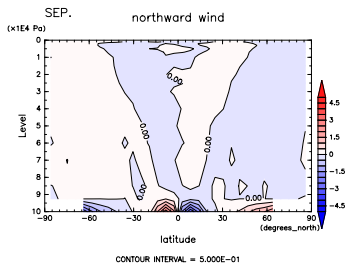 SEP.
northward wind
(×1E4 Pa)
Level
0
1
2
3
4
5
6
7
8
9
10
0.00
0.00
0.00
0.00
0.00
−90 −60 −30 0 30 60 90
(degrees_north)
latitude
4.5
3
1.5
0
−1.5
−3
−4.5
CONTOUR INTERVAL = 5.000E−01